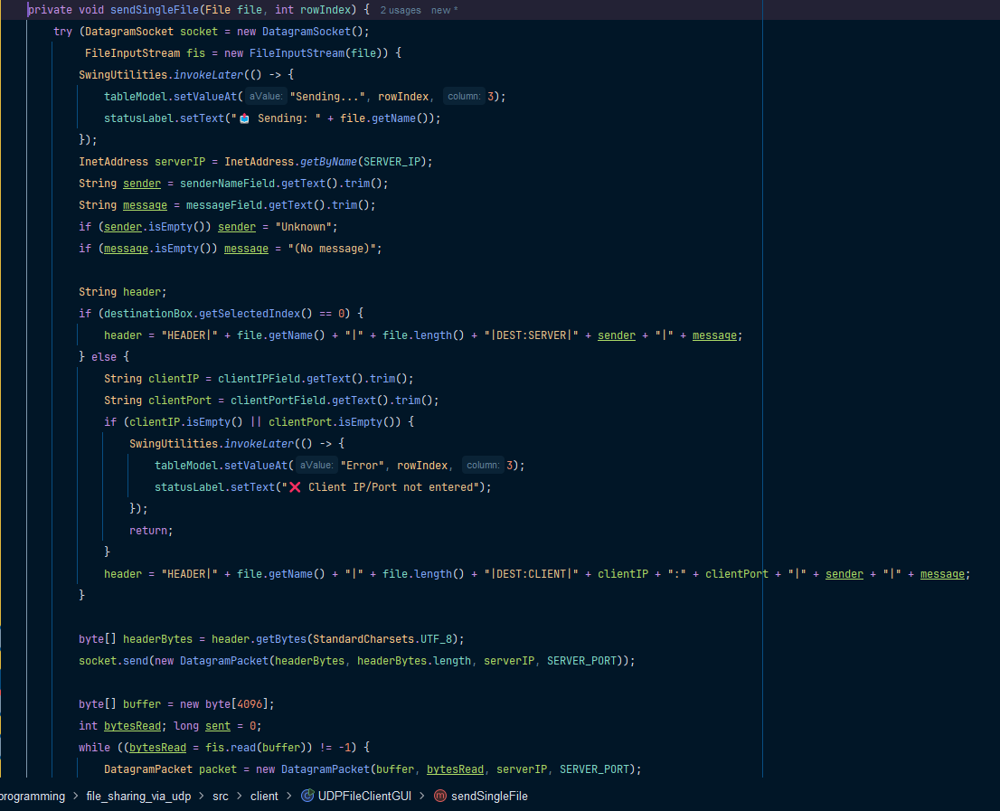 private void sendSingleFile(File file, int rowIndex) { 2 usages new *
try (DatagramSocket socket = new DatagramSocket();
FileInputStream fis = new FileInputStream(file)) {
SwingUtilities.invokeLater(() -> {
tableModel.setValueAt( aValue: "Sending...", rowIndex, column: 3);
statusLabel.setText("📤 Sending: " + file.getName());
});
InetAddress serverIP = InetAddress.getByName(SERVER_IP);
String sender = senderNameField.getText().trim();
String message = messageField.getText().trim();
if (sender.isEmpty()) sender = "Unknown";
if (message.isEmpty()) message = "(No message)";
String header;
if (destinationBox.getSelectedIndex() == 0) {
header = "HEADER|" + file.getName() + "|" + file.length() + "|DEST:SERVER|" + sender + "|" + message;
} else {
String clientIP = clientIPField.getText().trim();
String clientPort = clientPortField.getText().trim();
if (clientIP.isEmpty() || clientPort.isEmpty()) {
SwingUtilities.invokeLater(() -> {
tableModel.setValueAt( aValue: "Error", rowIndex, column: 3);
statusLabel.setText("❌ Client IP/Port not entered");
});
return;
}
header = "HEADER|" + file.getName() + "|" + file.length() + "|DEST:CLIENT|" + clientIP + ":" + clientPort + "|" + sender + "|" + message;
}
byte[] headerBytes = header.getBytes(StandardCharsets.UTF_8);
socket.send(new DatagramPacket(headerBytes, headerBytes.length, serverIP, SERVER_PORT));
byte[] buffer = new byte[4096];
int bytesRead; long sent = 0;
while ((bytesRead = fis.read(buffer)) != -1) {
DatagramPacket packet = new DatagramPacket(buffer, bytesRead, serverIP, SERVER_PORT);
programming > file_sharing_via_udp > src > client > UDPFileClientGUI > sendSingleFile